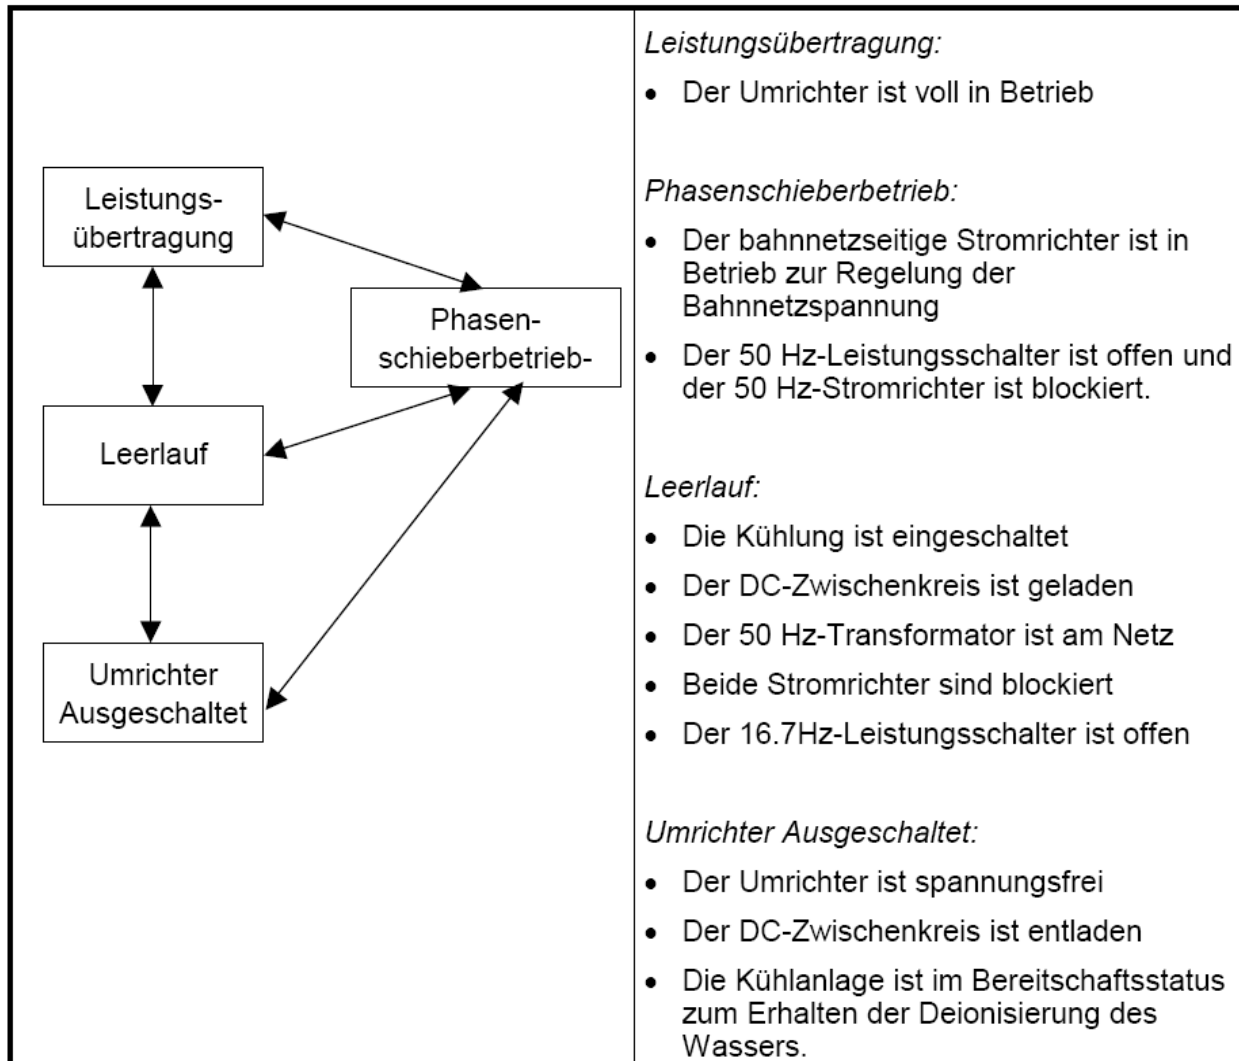 Leistungs-
übertragung
Phasen-
schieberbetrieb-
Leerlauf
Umrichter
Ausgeschaltet
Leistungsübertragung:
• Der Umrichter ist voll in Betrieb
Phasenschieberbetrieb:
• Der bahnnetzseitige Stromrichter ist in
Betrieb zur Regelung der
Bahnnetzspannung
• Der 50 Hz-Leistungsschalter ist offen und
der 50 Hz-Stromrichter ist blockiert.
Leerlauf:
• Die Kühlung ist eingeschaltet
• Der DC-Zwischenkreis ist geladen
• Der 50 Hz-Transformator ist am Netz
• Beide Stromrichter sind blockiert
• Der 16.7Hz-Leistungsschalter ist offen
Umrichter Ausgeschaltet:
• Der Umrichter ist spannungsfrei
• Der DC-Zwischenkreis ist entladen
• Die Kühlanlage ist im Bereitschaftsstatus
zum Erhalten der Deionisierung des
Wassers.